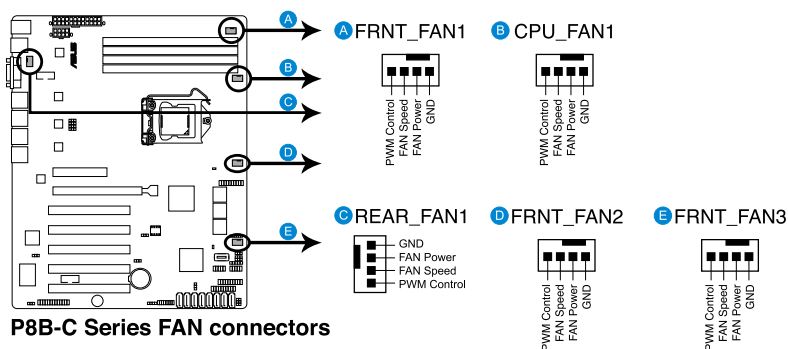 A
B
C
D
E
/ASUS
A FRNT_FAN1
PWM Control
FAN Speed
FAN Power
GND
B CPU_FAN1
PWM Control
FAN Speed
FAN Power
GND
C REAR_FAN1
GND
FAN Power
FAN Speed
PWM Control
D FRNT_FAN2
PWM Control
FAN Speed
FAN Power
GND
E FRNT_FAN3
PWM Control
FAN Speed
FAN Power
GND
P8B-C Series FAN connectors